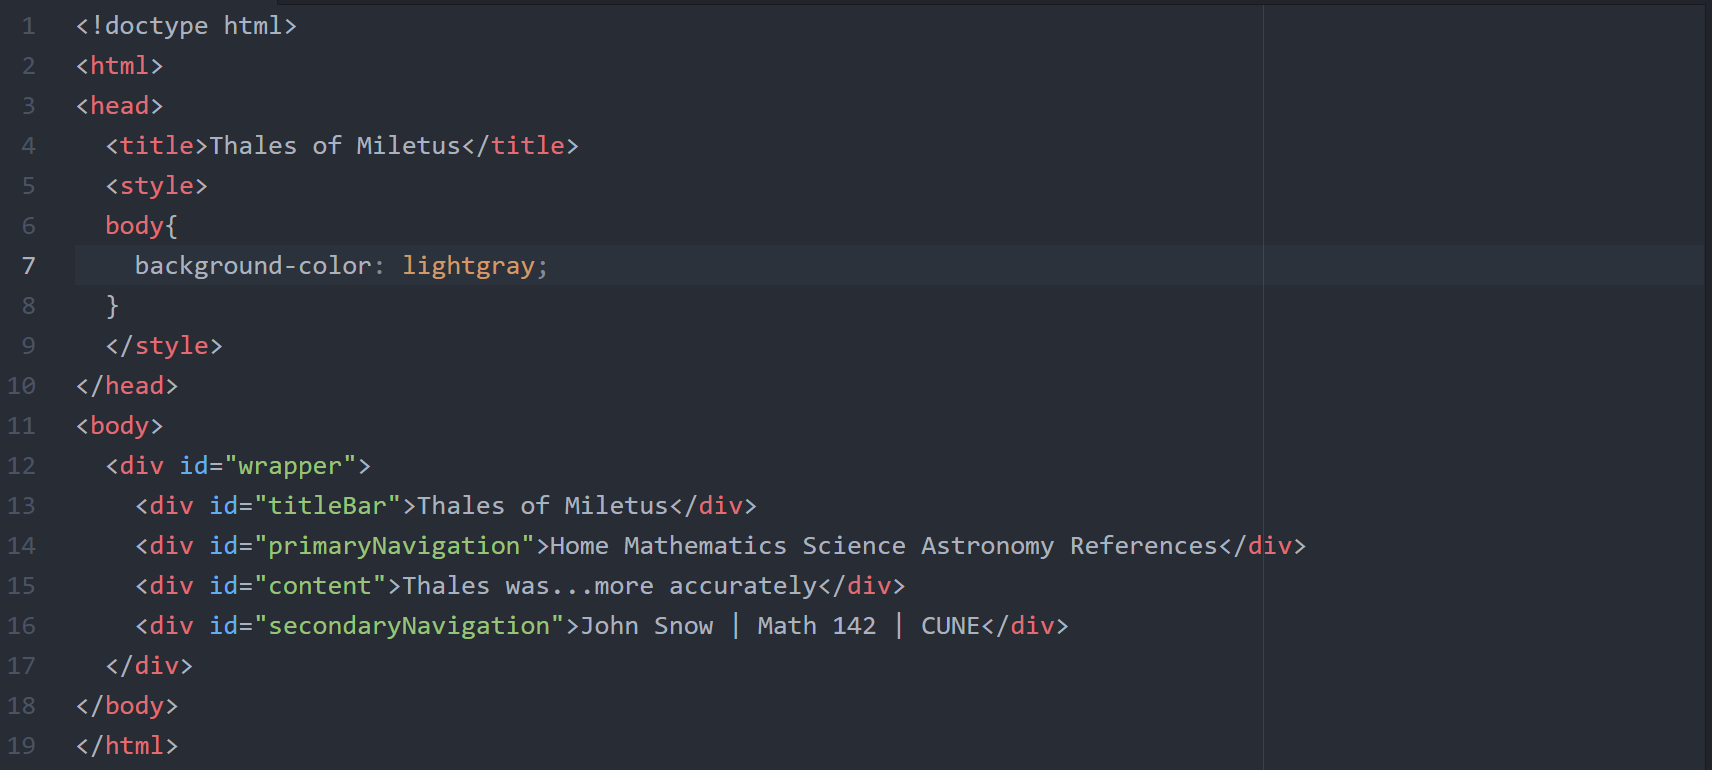 1 <!doctype html>
2 <html>
3 <head>
4   <title>Thales of Miletus</title>
5   <style>
6   body{
7     background-color: lightgray;
8   }
9   </style>
10 </head>
11 <body>
12   <div id="wrapper">
13     <div id="titleBar">Thales of Miletus</div>
14     <div id="primaryNavigation">Home Mathematics Science Astronomy References</div>
15     <div id="content">Thales was...more accurately</div>
16     <div id="secondaryNavigation">John Snow | Math 142 | CUNE</div>
17   </div>
18 </body>
19 </html>